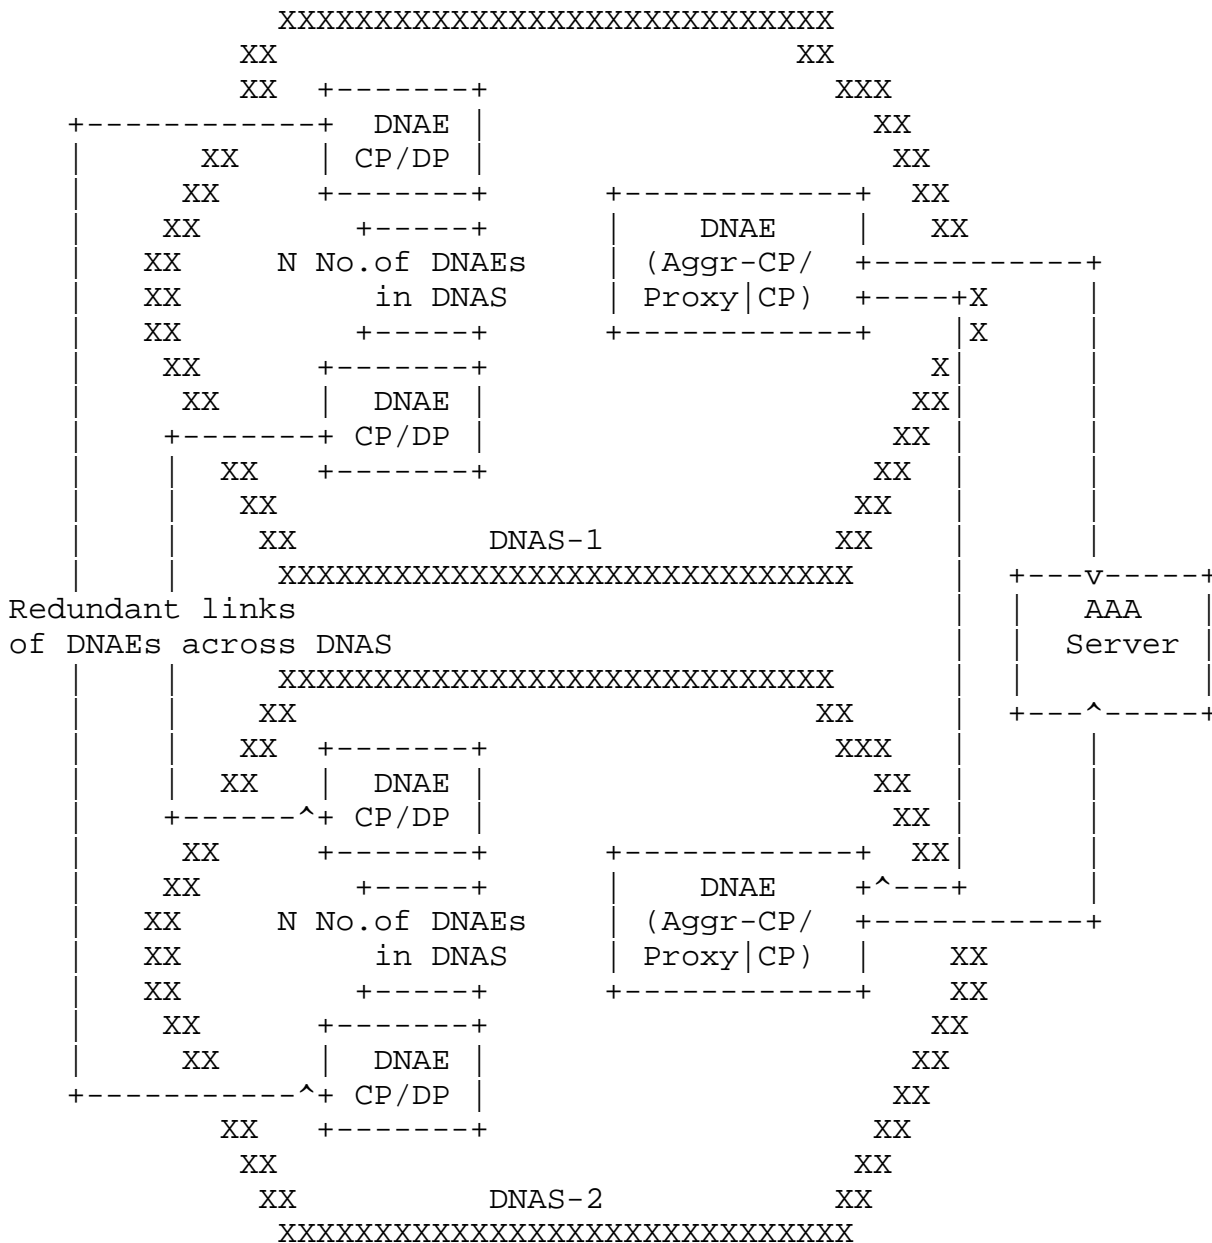 DNAE
CP/DP
DNAE
N No.of DNAEs
(Aggr-CP/
in DNAS
Proxy|CP)
DNAE
CP/DP
DNAS-1
Redundant links
of DNAEs across DNAS
AAA
Server
DNAE
CP/DP
DNAE
N No.of DNAEs
(Aggr-CP/
in DNAS
Proxy|CP)
DNAE
CP/DP
DNAS-2